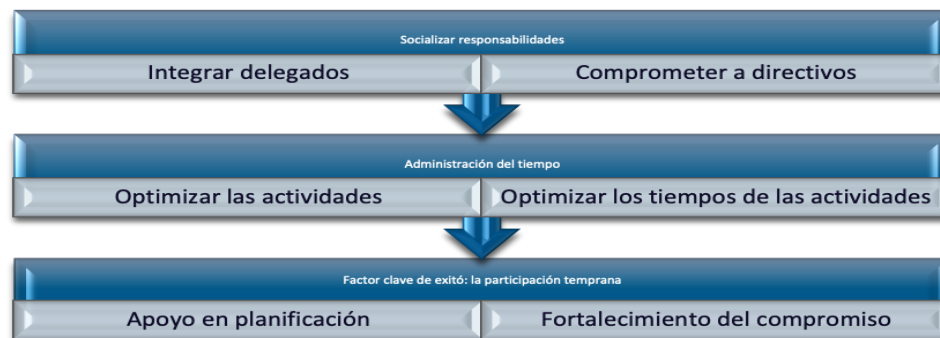 Socializar responsabilidades
Integrar delegados
Comprometer a directivos
Administración del tiempo
Optimizar las actividades
Optimizar los tiempos de las actividades
Factor clave de exitó: la participación temprana
Apoyo en planificación
Fortalecimiento del compromiso